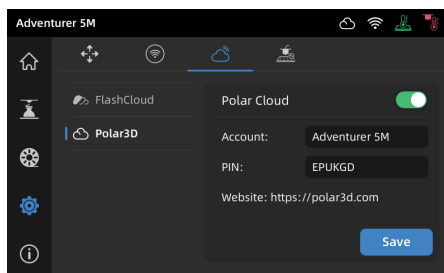 Adventurer 5M
FlashCloud
Polar3D
Polar Cloud
Account: Adventurer 5M
PIN: EPUKGD
Website: https://polar3d.com
Save